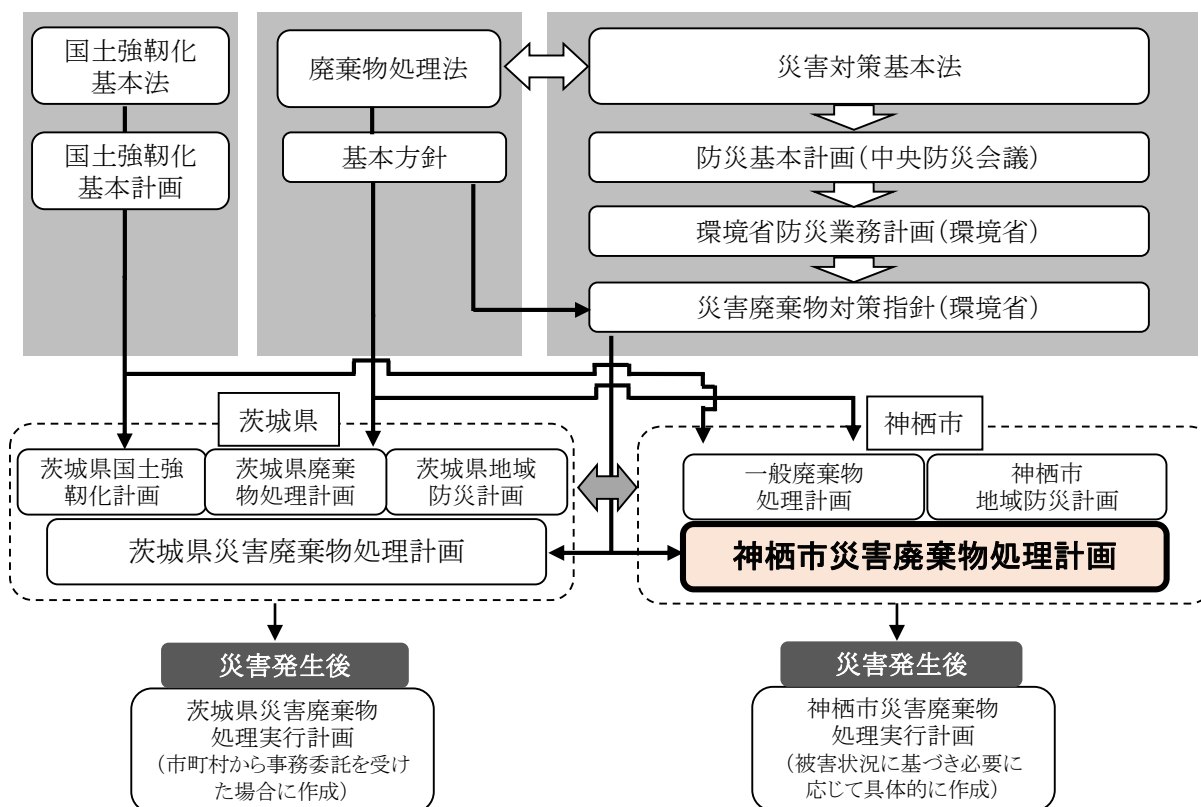 国土強靭化
基本法
廃棄物処理法
災害対策基本法
国土強靭化
基本計画
基本方針
防災基本計画(中央防災会議)
環境省防災業務計画(環境省)
災害廃棄物対策指針(環境省)
茨城県
神栖市
茨城県国土強
靭化計画
茨城県廃棄
物処理計画
茨城県地域
防災計画
一般廃棄物
処理計画
神栖市
地域防災計画
茨城県災害廃棄物処理計画
神栖市災害廃棄物処理計画
災害発生後
茨城県災害廃棄物
処理実行計画
(市町村から事務委託を受け
た場合に作成)
災害発生後
神栖市災害廃棄物
処理実行計画
(被害状況に基づき必要に
応じて具体的に作成)